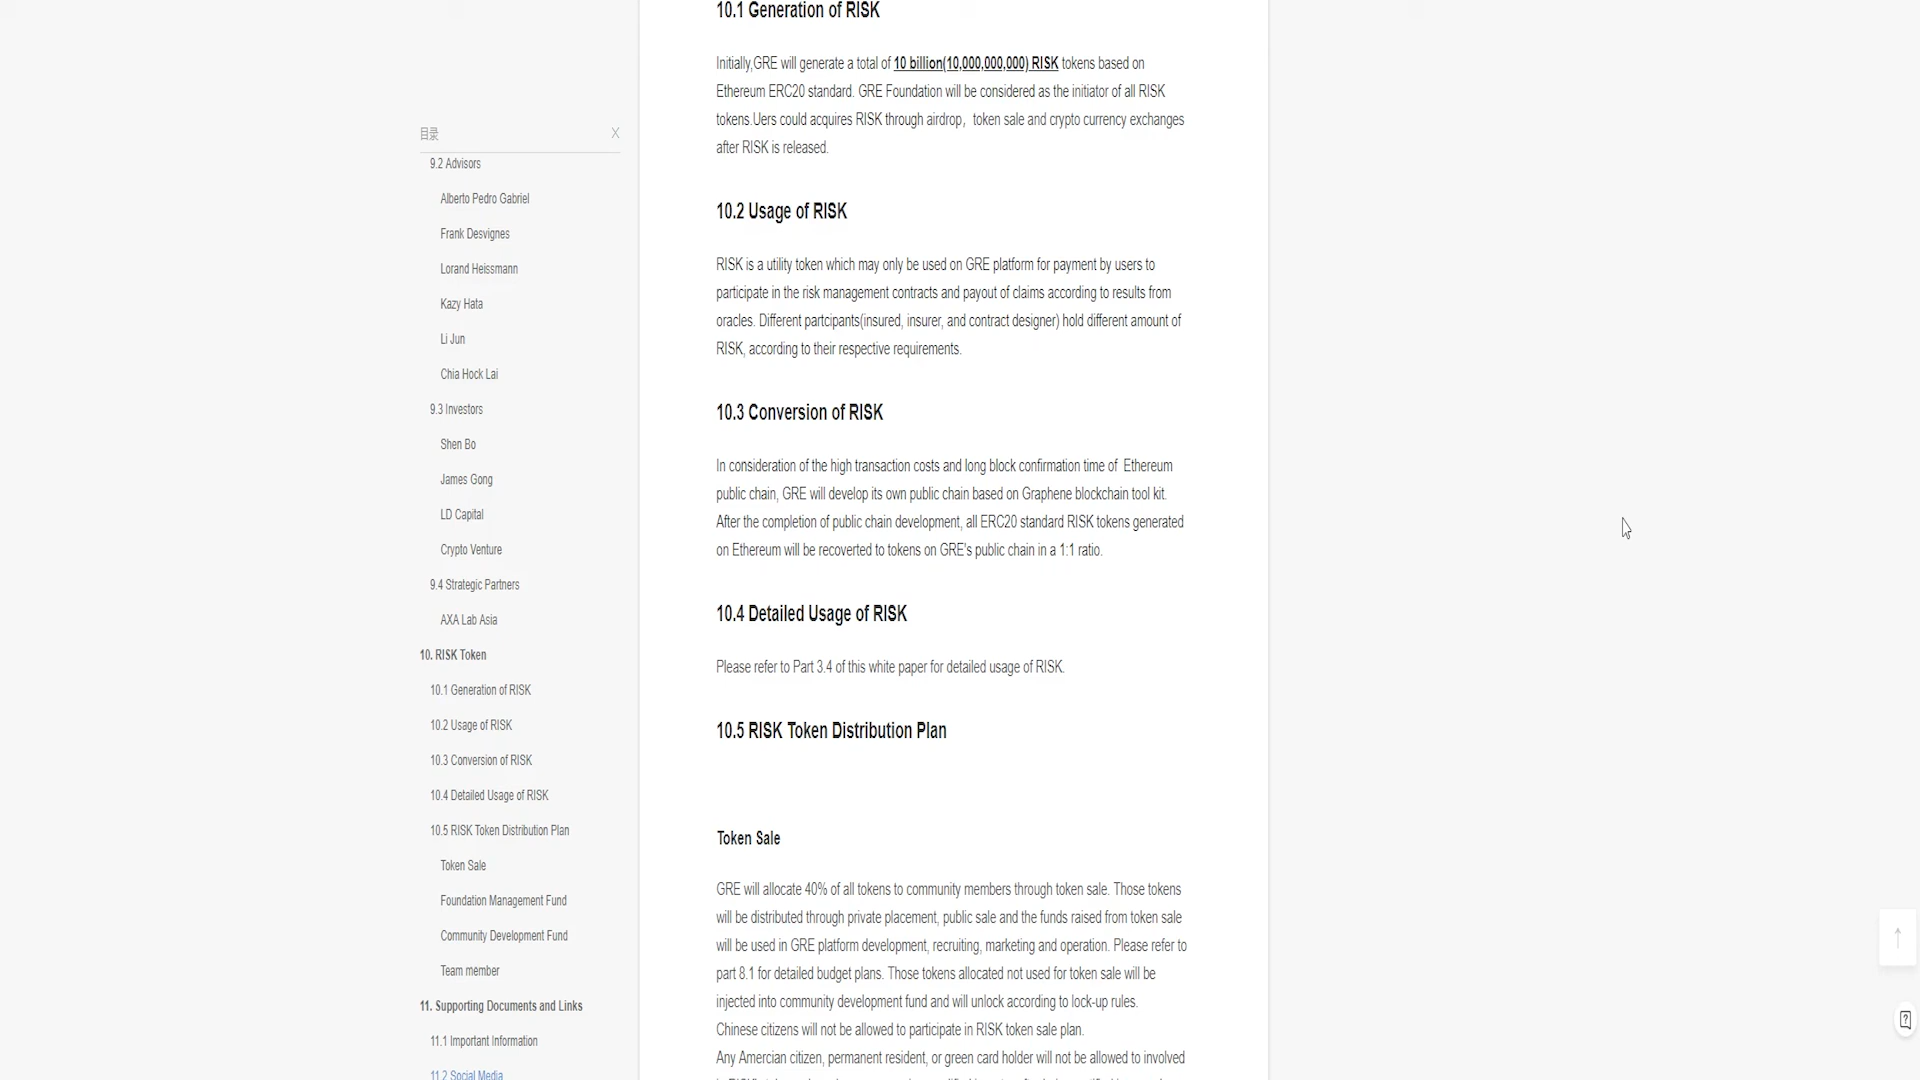 目录
X
9.2 Advisors
Alberto Pedro Gabriel
Frank Desvignes
Lorand Heissmann
Kazy Hata
Li Jun
Chia Hock Lai
9.3 Investors
Shen Bo
James Gong
LD Capital
Crypto Venture
9.4 Strategic Partners
AXA Lab Asia
10. RISK Token
10.1 Generation of RISK
10.2 Usage of RISK
10.3 Conversion of RISK
10.4 Detailed Usage of RISK
10.5 RISK Token Distribution Plan
Token Sale
Foundation Management Fund
Community Development Fund
Team member
11. Supporting Documents and Links
11.1 Important Information
11.2 Social Media
10.1 Generation of RISK
Initially,GRE will generate a total of 10 billion(10,000,000,000) RISK tokens based on
Ethereum ERC20 standard. GRE Foundation will be considered as the initiator of all RISK
tokens.Uers could acquires RISK through airdrop，token sale and crypto currency exchanges
after RISK is released.
10.2 Usage of RISK
RISK is a utility token which may only be used on GRE platform for payment by users to
participate in the risk management contracts and payout of claims according to results from
oracles. Different partcipants(insured, insurer, and contract designer) hold different amount of
RISK, according to their respective requirements.
10.3 Conversion of RISK
In consideration of the high transaction costs and long block confirmation time of  Ethereum
public chain, GRE will develop its own public chain based on Graphene blockchain tool kit.
After the completion of public chain development, all ERC20 standard RISK tokens generated
on Ethereum will be recoverted to tokens on GRE's public chain in a 1:1 ratio.
10.4 Detailed Usage of RISK
Please refer to Part 3.4 of this white paper for detailed usage of RISK.
10.5 RISK Token Distribution Plan
Token Sale
GRE will allocate 40% of all tokens to community members through token sale. Those tokens
will be distributed through private placement, public sale and the funds raised from token sale
will be used in GRE platform development, recruiting, marketing and operation. Please refer to
part 8.1 for detailed budget plans. Those tokens allocated not used for token sale will be
injected into community development fund and will unlock according to lock-up rules.
Chinese citizens will not be allowed to participate in RISK token sale plan.
Any Amercian citizen, permanent resident, or green card holder will not be allowed to involved